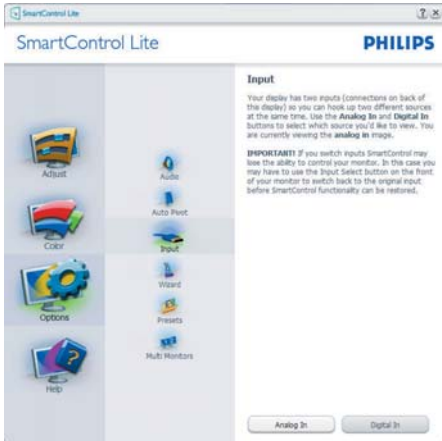 SmartControl Lite
SmartControl Lite
PHILIPS
Adjust
Color
Options
Help
Audio
Auto Pivot
Input
Wizard
Presets
Multi Monitors
Input
Your display has two inputs (connections on back of
the display) so you can hook up two different sources
at the same time. Use the Analog In and Digital In
buttons to select which source you'd like to view. You
are currently viewing the analog in image.
IMPORTANT! If you switch inputs SmartControl may
lose the ability to control your monitor. In this case you
may have to use the Input Select button on the front
of your monitor to switch back to the original input
before SmartControl functionality can be restored.
Analog In
Digital In